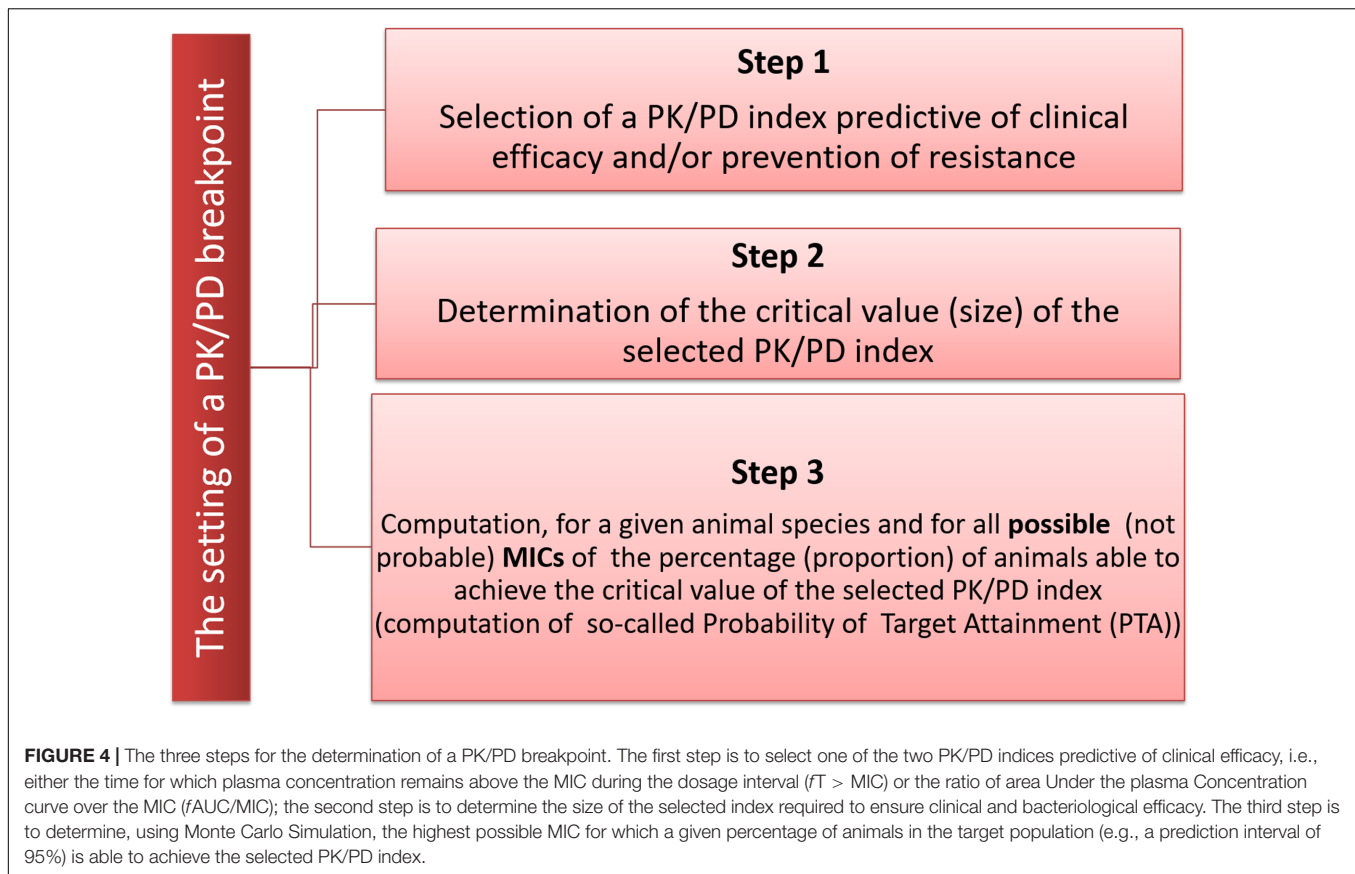 The setting of a PK/PD breakpoint
Step 1
Selection of a PK/PD index predictive of clinical
efficacy and/or prevention of resistance
Step 2
Determination of the critical value (size) of the
selected PK/PD index
Step 3
Computation, for a given animal species and for all possible (not
probable) MICs of the percentage (proportion) of animals able to
achieve the critical value of the selected PK/PD index
(computation of so-called Probability of Target Attainment (PTA))
FIGURE 4 | The three steps for the determination of a PK/PD breakpoint. The first step is to select one of the two PK/PD indices predictive of clinical efficacy, i.e.,
either the time for which plasma concentration remains above the MIC during the dosage interval (fT > MIC) or the ratio of area Under the plasma Concentration
curve over the MIC (fAUC/MIC); the second step is to determine the size of the selected index required to ensure clinical and bacteriological efficacy. The third step is
to determine, using Monte Carlo Simulation, the highest possible MIC for which a given percentage of animals in the target population (e.g., a prediction interval of
95%) is able to achieve the selected PK/PD index.